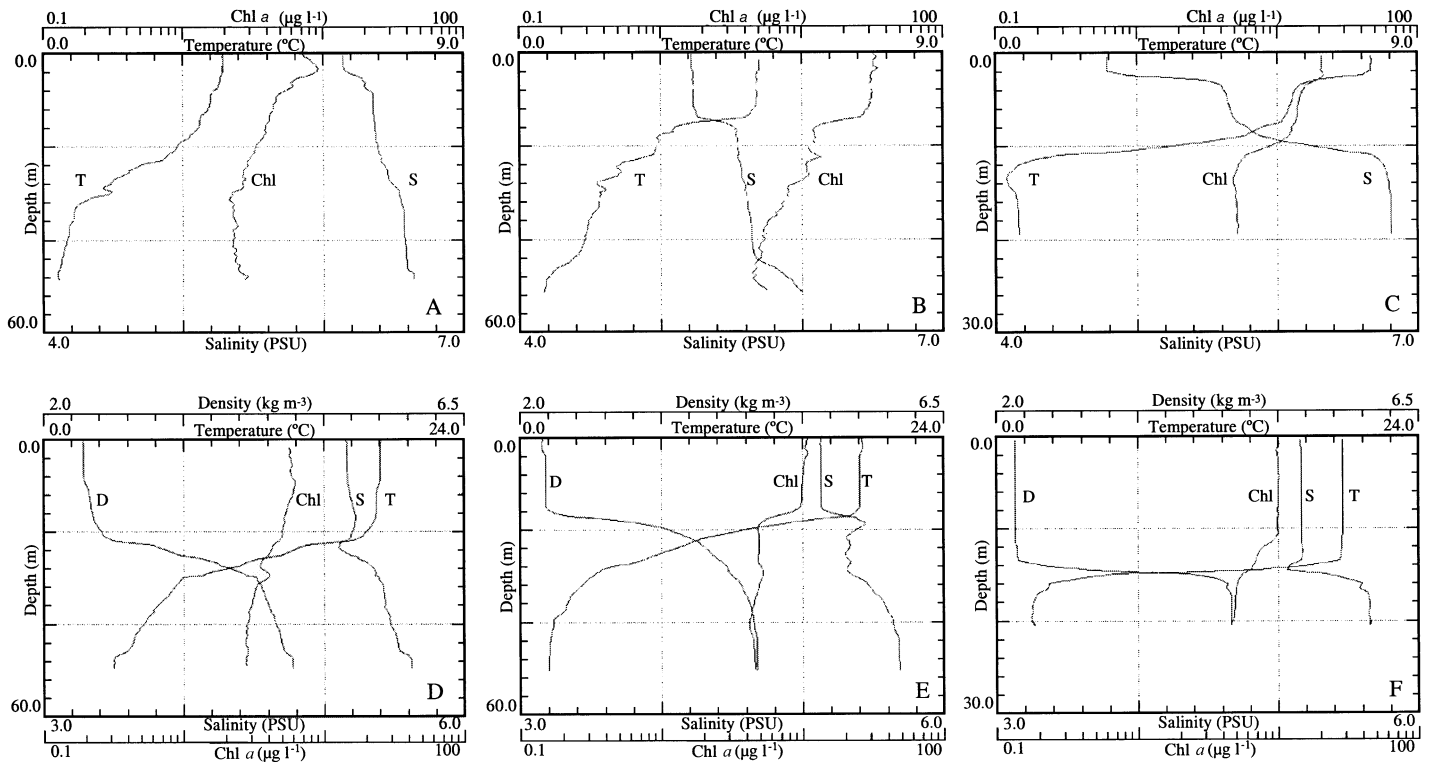 0.1 Chl a (µg l-1) 100
0.0 Temperature (ºC) 9.0
0.0
Depth (m)
T Chl S
A
60.0
4.0 Salinity (PSU) 7.0
0.1 Chl a (µg l-1) 100
0.0 Temperature (ºC) 9.0
0.0
Depth (m)
T S Chl
B
60.0
4.0 Salinity (PSU) 7.0
0.1 Chl a (µg l-1) 100
0.0 Temperature (ºC) 9.0
0.0
Depth (m)
T Chl S
C
30.0
4.0 Salinity (PSU) 7.0
2.0 Density (kg m-3) 6.5
0.0 Temperature (ºC) 24.0
0.0
Depth (m)
D Chl S T
D
60.0
3.0 Salinity (PSU) 6.0
0.1 Chl a (µg l-1) 100
2.0 Density (kg m-3) 6.5
0.0 Temperature (ºC) 24.0
0.0
Depth (m)
D Chl S T
E
60.0
3.0 Salinity (PSU) 6.0
0.1 Chl a (µg l-1) 100
2.0 Density (kg m-3) 6.5
0.0 Temperature (ºC) 24.0
0.0
Depth (m)
D Chl S T
F
30.0
3.0 Salinity (PSU) 6.0
0.1 Chl a (µg l-1) 100